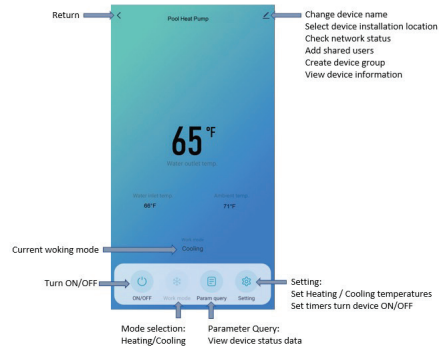 Return
Pool Heat Pump
Change device name
Select device installation location
Check network status
Add shared users
Create device group
View device information
65°F
Water outlet temp
Water inlet temp
Ambient temp
66°F
71°F
Work mode
Current woking mode
Cooling
Turn ON/OFF
ON/OFF
Work mode
Param query
Setting
Setting:
Set Heating / Cooling temperatures
Set timers turn device ON/OFF
Mode selection:
Heating/Cooling
Parameter Query:
View device status data